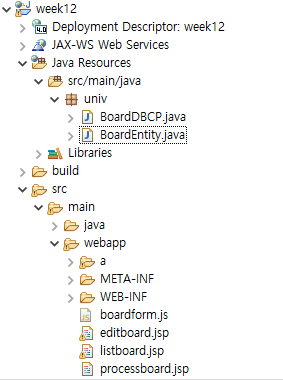 week12
Deployment Descriptor: week12
JAX-WS Web Services
Java Resources
src/main/java
univ
BoardDBCP.java
BoardEntity.java
Libraries
build
src
main
java
webapp
a
META-INF
WEB-INF
boardform.js
editboard.jsp
listboard.jsp
processboard.jsp